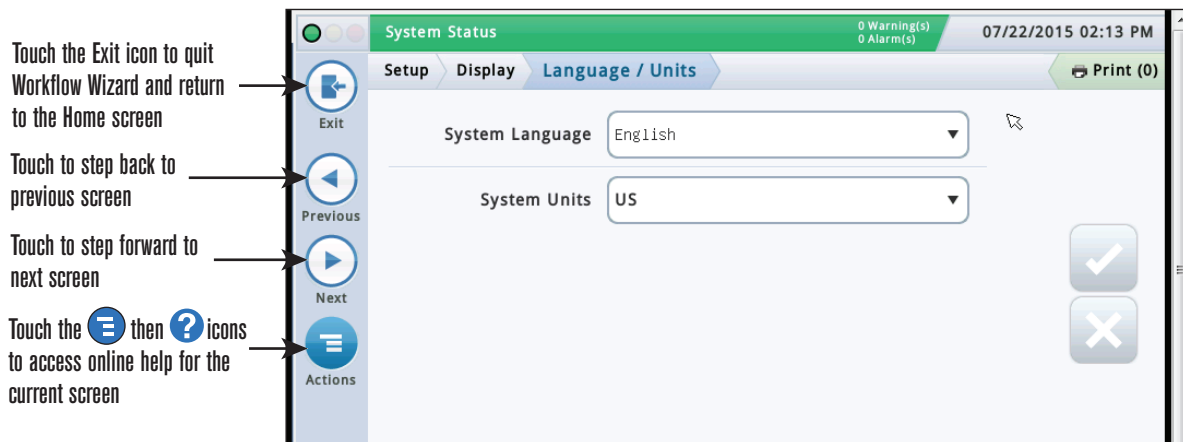 Touch the Exit icon to quit
Workflow Wizard and return
to the Home screen
Touch to step back to
previous screen
Touch to step forward to
next screen
Touch the then ? icons
to access online help for the
current screen
System Status
0 Warning(s)
0 Alarm(s)
07/22/2015 02:13 PM
Setup Display Language / Units
Print (0)
Exit
Previous
Next
Actions
System Language English
System Units US